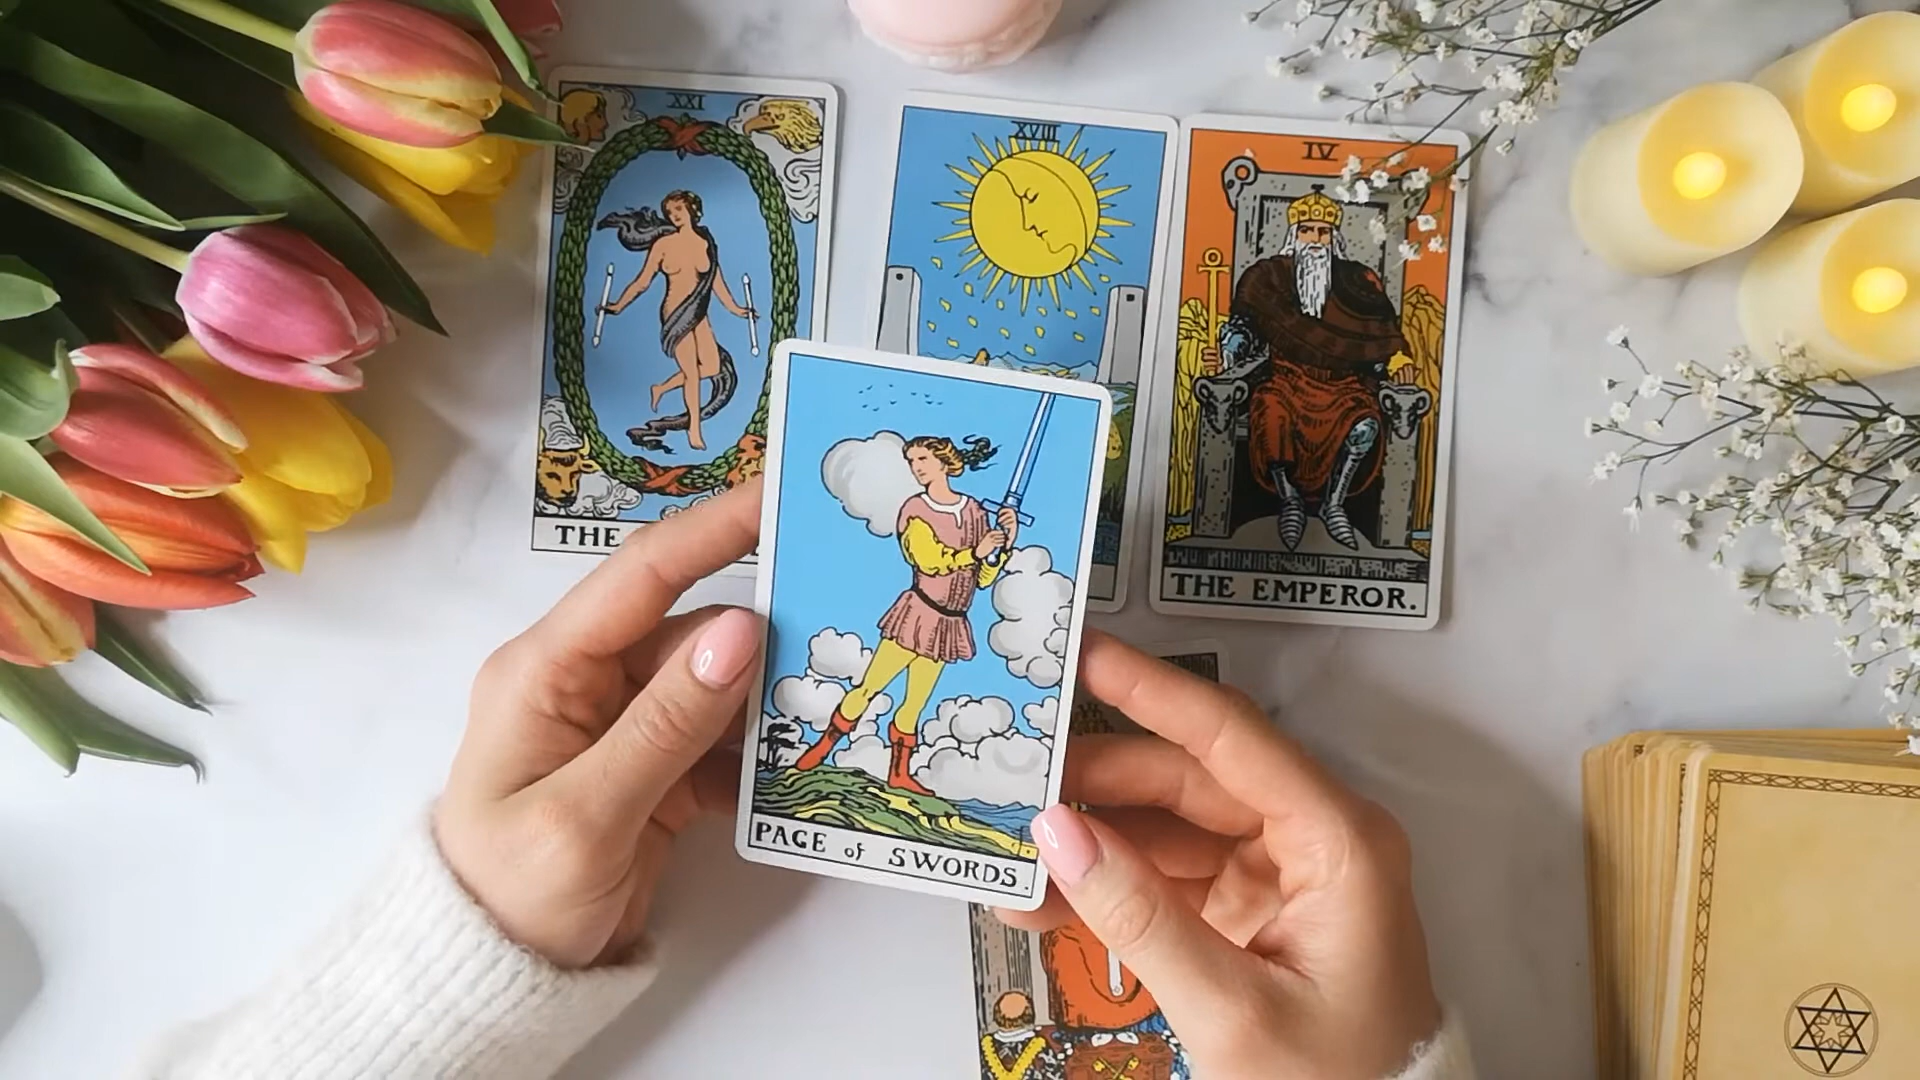 XXI
XVIII
IV
THE
THE EMPEROR.
PAGE of SWORDS.